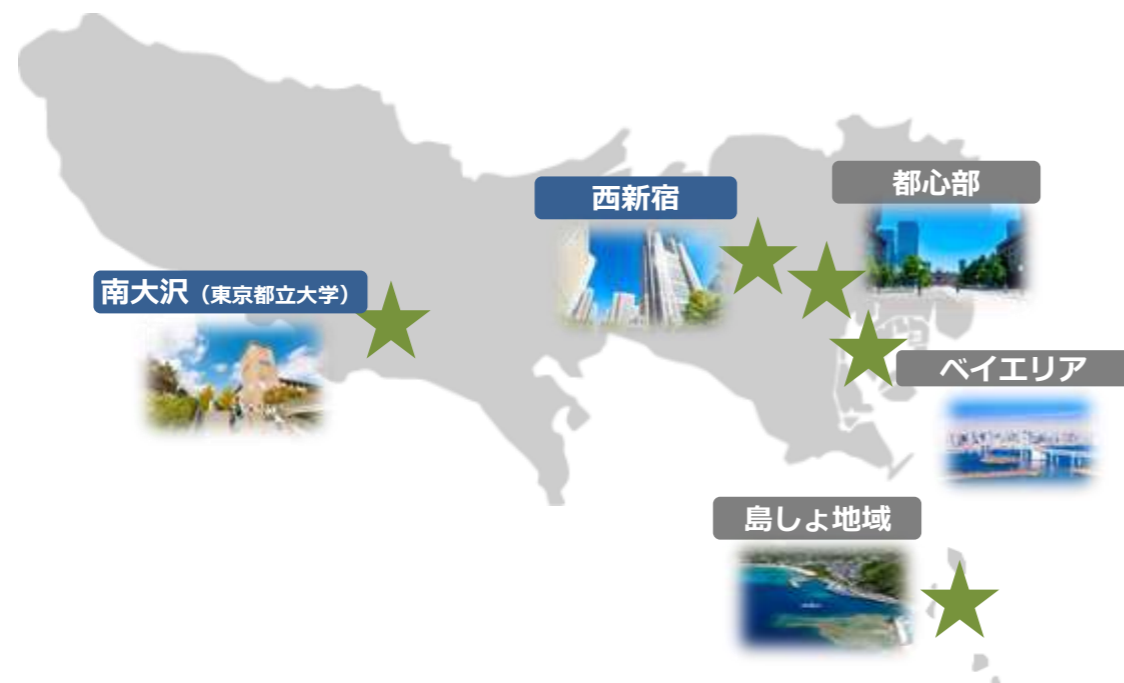 都心部
西新宿
南大沢（東京都立大学）
ベイエリア
島しょ地域